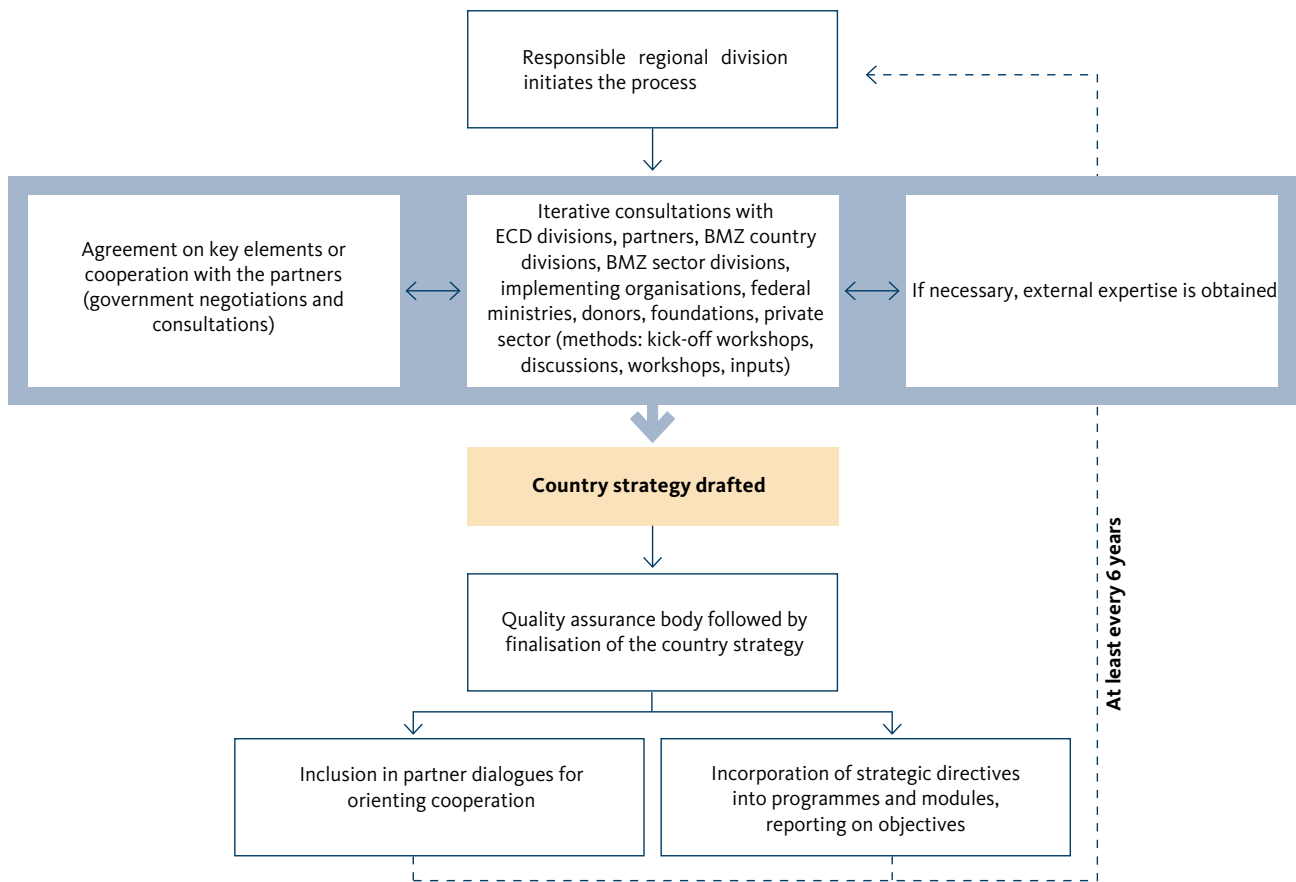 Responsible regional division
initiates the process
Agreement on key elements or
cooperation with the partners
(government negotiations and
consultations)
Iterative consultations with
ECD divisions, partners, BMZ country
divisions, BMZ sector divisions,
implementing organisations, federal
ministries, donors, foundations, private
sector (methods: kick-off workshops,
discussions, workshops, inputs)
If necessary, external expertise is obtained
Country strategy drafted
Quality assurance body followed by
finalisation of the country strategy
At least every 6 years
Inclusion in partner dialogues for
orienting cooperation
Incorporation of strategic directives
into programmes and modules,
reporting on objectives